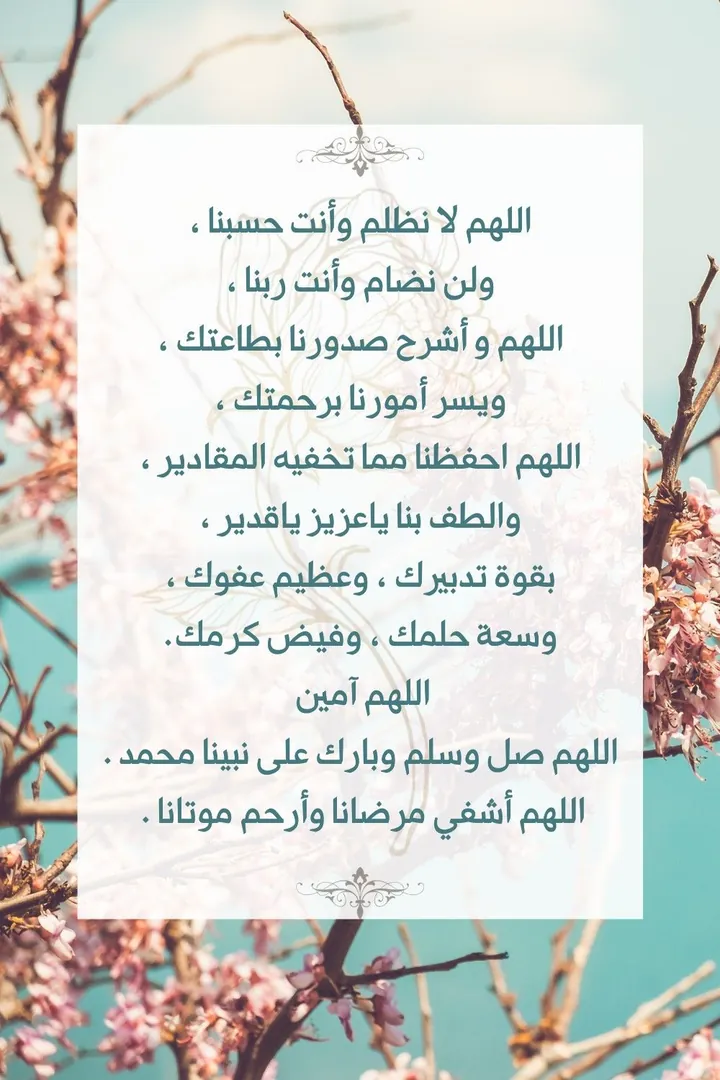 اللهم لا نظلم وأنت حسبنا ،
ولن نضام وأنت ربنا ،
اللهم و أشرح صدورنا بطاعتك ،
ويسر أمورنا برحمتك ،
اللهم احفظنا مما تخفيه المقادير ،
والطف بنا ياعزيز ياقدير ،
بقوة تدبيرك ، وعظيم عفوك ،
وسعة حلمك ، وفيض كرمك.
اللهم آمين
اللهم صل وسلم وبارك على نبينا محمد .
اللهم أشفي مرضانا وأرحم موتانا .